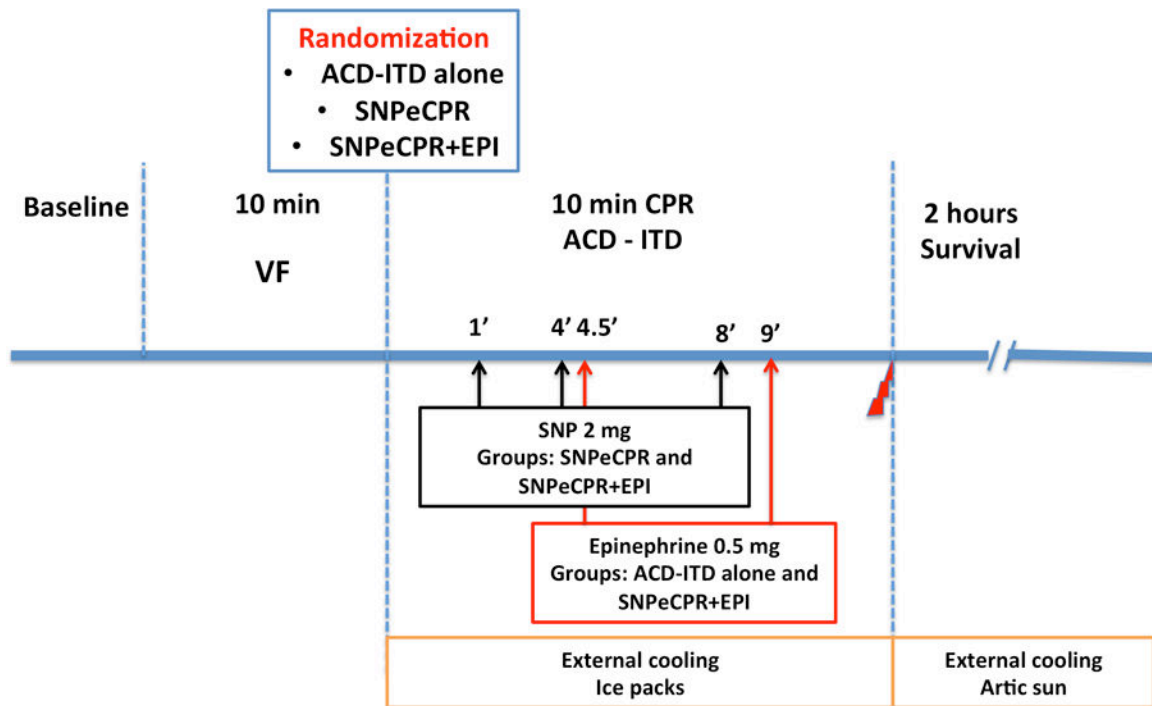 Randomization
• ACD-ITD alone
• SNPeCPR
• SNPeCPR+EPI
Baseline
10 min
VF
10 min CPR
ACD - ITD
2 hours
Survival
1’
4’
4.5’
8’
9’
SNP 2 mg
Groups: SNPeCPR and
SNPeCPR+EPI
Epinephrine 0.5 mg
Groups: ACD-ITD alone and
SNPeCPR+EPI
External cooling
Ice packs
External cooling
Artic sun